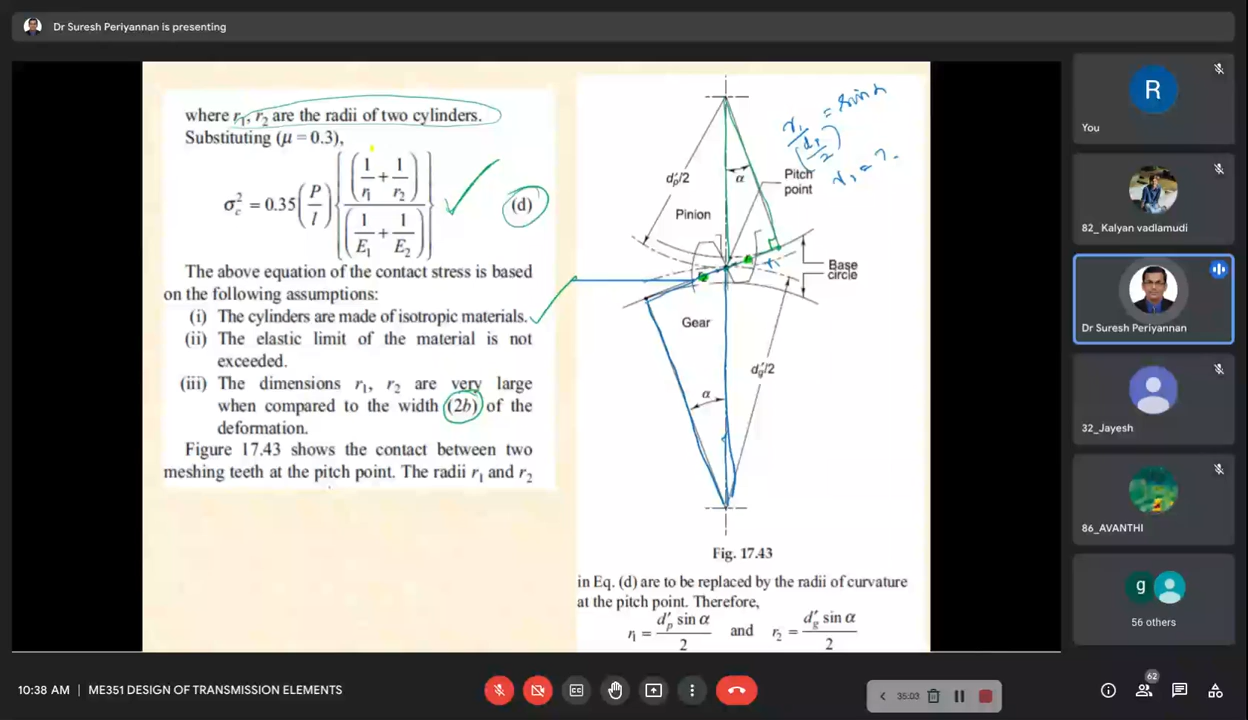 Dr Suresh Periyannan is presenting
where r₁, r₂ are the radii of two cylinders.
Substituting (μ = 0.3),
σ_c² = 0.35 (P/l) { (1/r₁ + 1/r₂) / (1/E₁ + 1/E₂) } (d)
The above equation of the contact stress is based
on the following assumptions:
(i) The cylinders are made of isotropic materials.
(ii) The elastic limit of the material is not
exceeded.
(iii) The dimensions r₁, r₂ are very large
when compared to the width (2b) of the
deformation.
Figure 17.43 shows the contact between two
meshing teeth at the pitch point. The radii r₁ and r₂
r₁ / (d₁/2) = sin α
r₁ = ?
d′p/2
α
Pitch
point
Pinion
r₁
Base
circle
Gear
d′g/2
α
Fig. 17.43
in Eq. (d) are to be replaced by the radii of curvature
at the pitch point. Therefore,
r₁ = d′p sin α / 2 and r₂ = d′g sin α / 2
R
You
82_ Kalyan vadlamudi
Dr Suresh Periyannan
32_Jayesh
86_AVANTHI
g
56 others
10:38 AM | ME351 DESIGN OF TRANSMISSION ELEMENTS
35:03
62